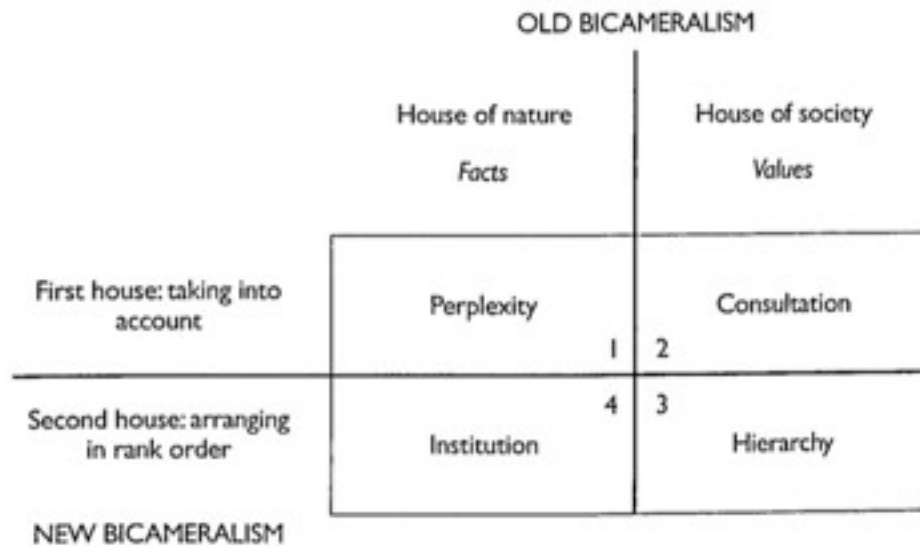 OLD BICAMERALISM
House of nature
House of society
Facts
Values
First house: taking into
account
Perplexity
Consultation
1
2
4
3
Second house: arranging
in rank order
Institution
Hierarchy
NEW BICAMERALISM